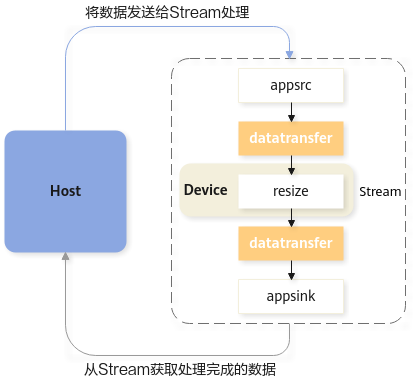 将数据发送给Stream处理
appsrc
datatransfer
Host
Device
resize
Stream
datatransfer
appsink
从Stream获取处理完成的数据